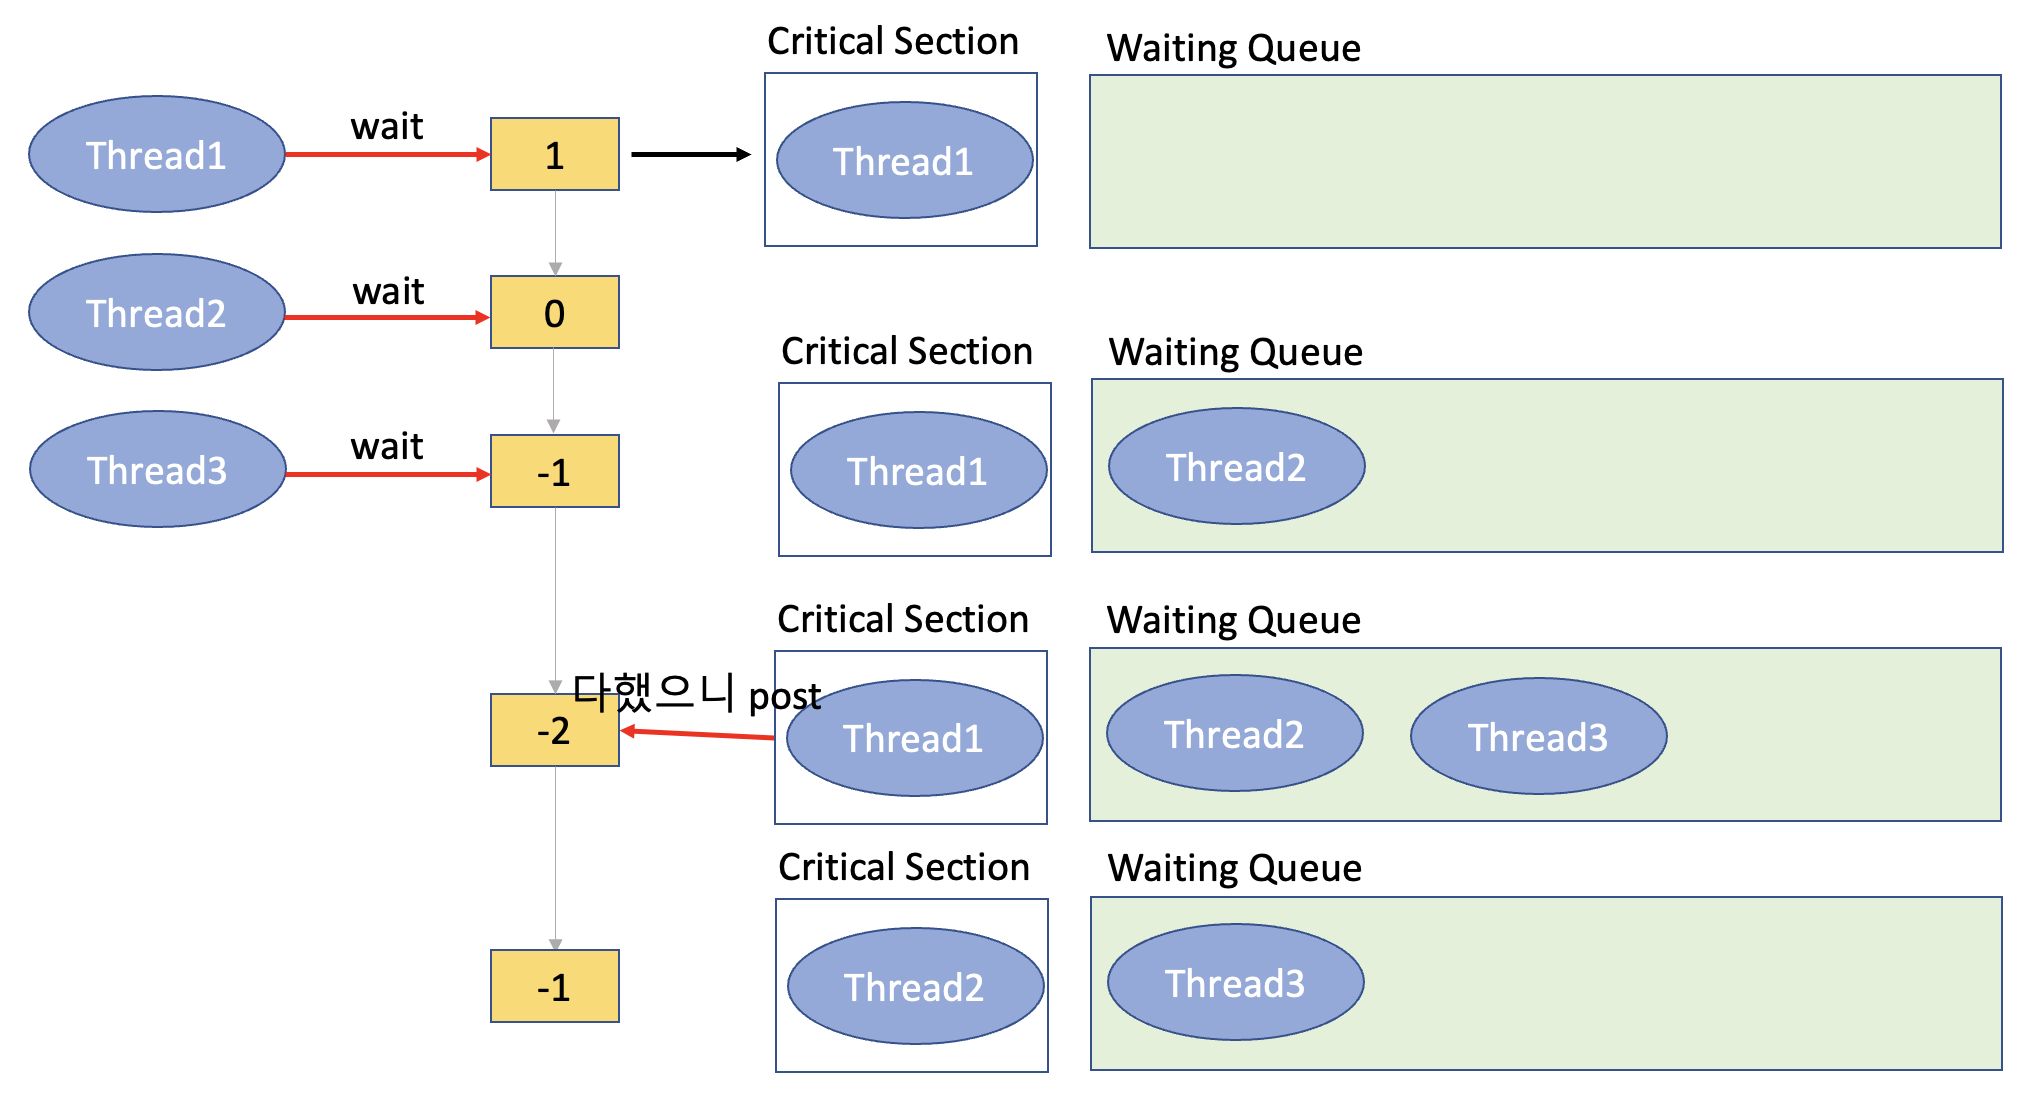 Critical Section
Waiting Queue
Thread1
wait
1
Thread1
Thread2
wait
0
Critical Section
Waiting Queue
Thread3
wait
-1
Thread1
Thread2
Critical Section
Waiting Queue
다했으니 post
-2
Thread1
Thread2
Thread3
Critical Section
Waiting Queue
-1
Thread2
Thread3